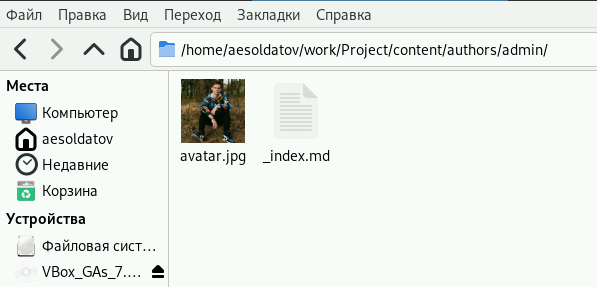 Файл Правка Вид Переход Закладки Справка
/home/aesoldatov/work/Project/content/authors/admin/
Места
Компьютер
aesoldatov
Недавние
Корзина
Устройства
Файловая сист…
VBox_GAs_7.…
avatar.jpg
_index.md